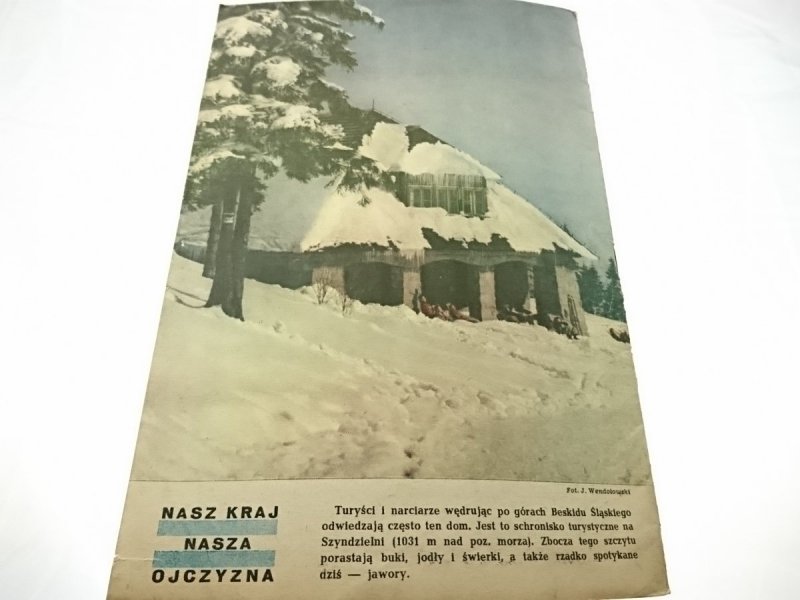 Fot. J. Wendołowski
NASZ KRAJ
NASZA
OJCZYZNA
Turyści i narciarze wędrując po górach Beskidu Śląskiego
odwiedzają często ten dom. Jest to schronisko turystyczne na
Szyndzielni (1031 m nad poz. morza). Zbocza tego szczytu
porastają buki, jodły i świerki, a także rzadko spotykane
dziś — jawory.